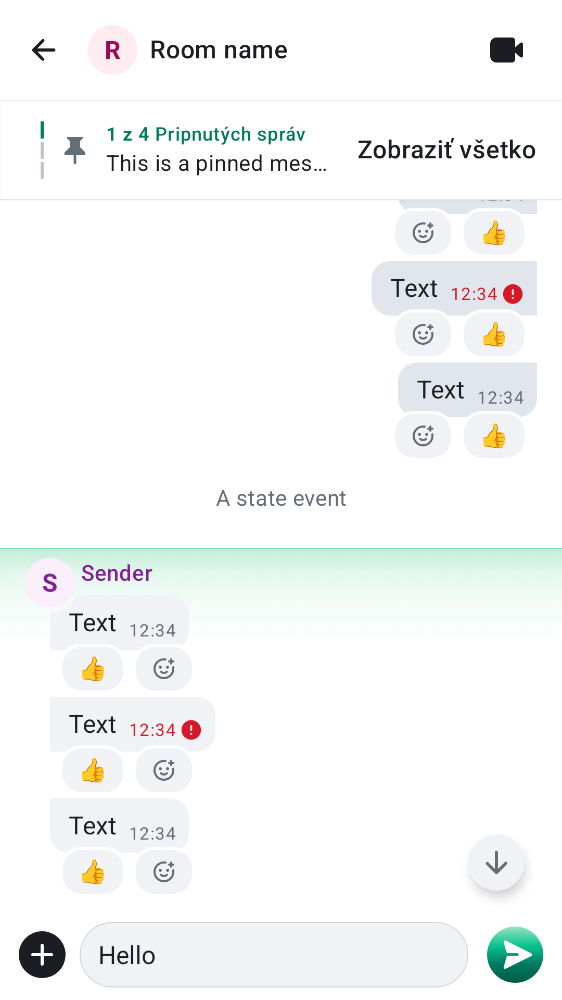 R Room name
1 z 4 Pripnutých správ
This is a pinned mes...
Zobraziť všetko
Text 12:34
Text 12:34
A state event
S Sender
Text 12:34
Text 12:34
Text 12:34
Hello